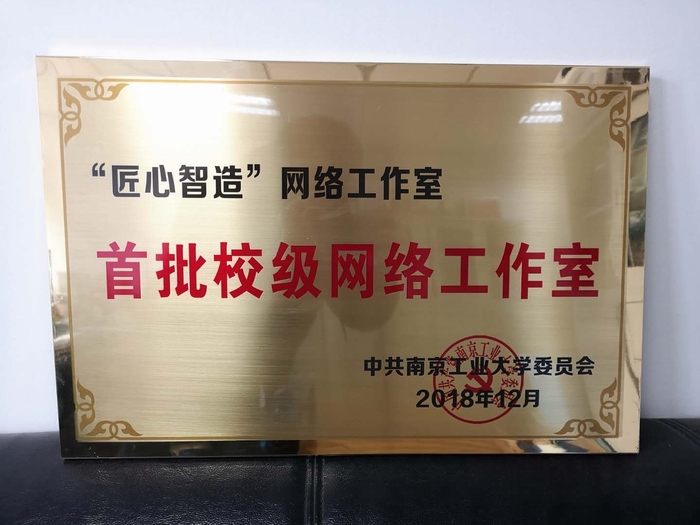 “匠心智造”网络工作室
首批校级网络工作室
中共南京工业大学委员会
2018年12月